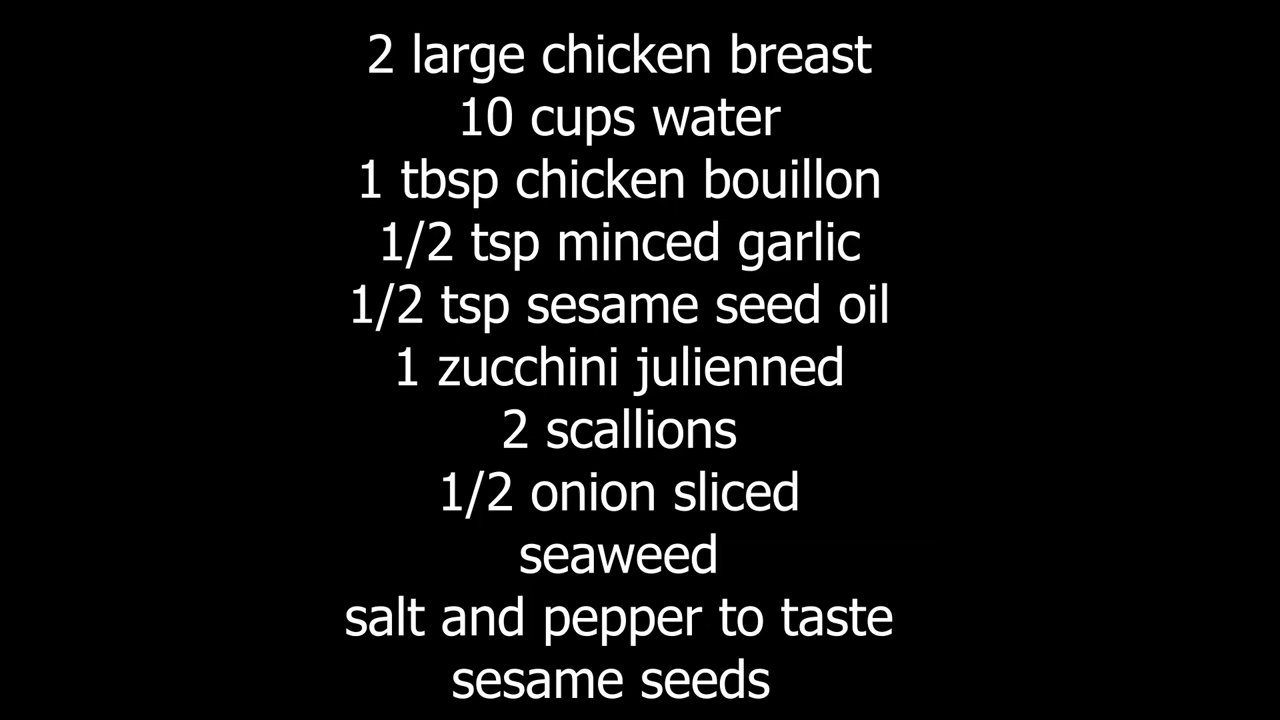 2 large chicken breast
10 cups water
1 tbsp chicken bouillon
1/2 tsp minced garlic
1/2 tsp sesame seed oil
1 zucchini julienned
2 scallions
1/2 onion sliced
seaweed
salt and pepper to taste
sesame seeds